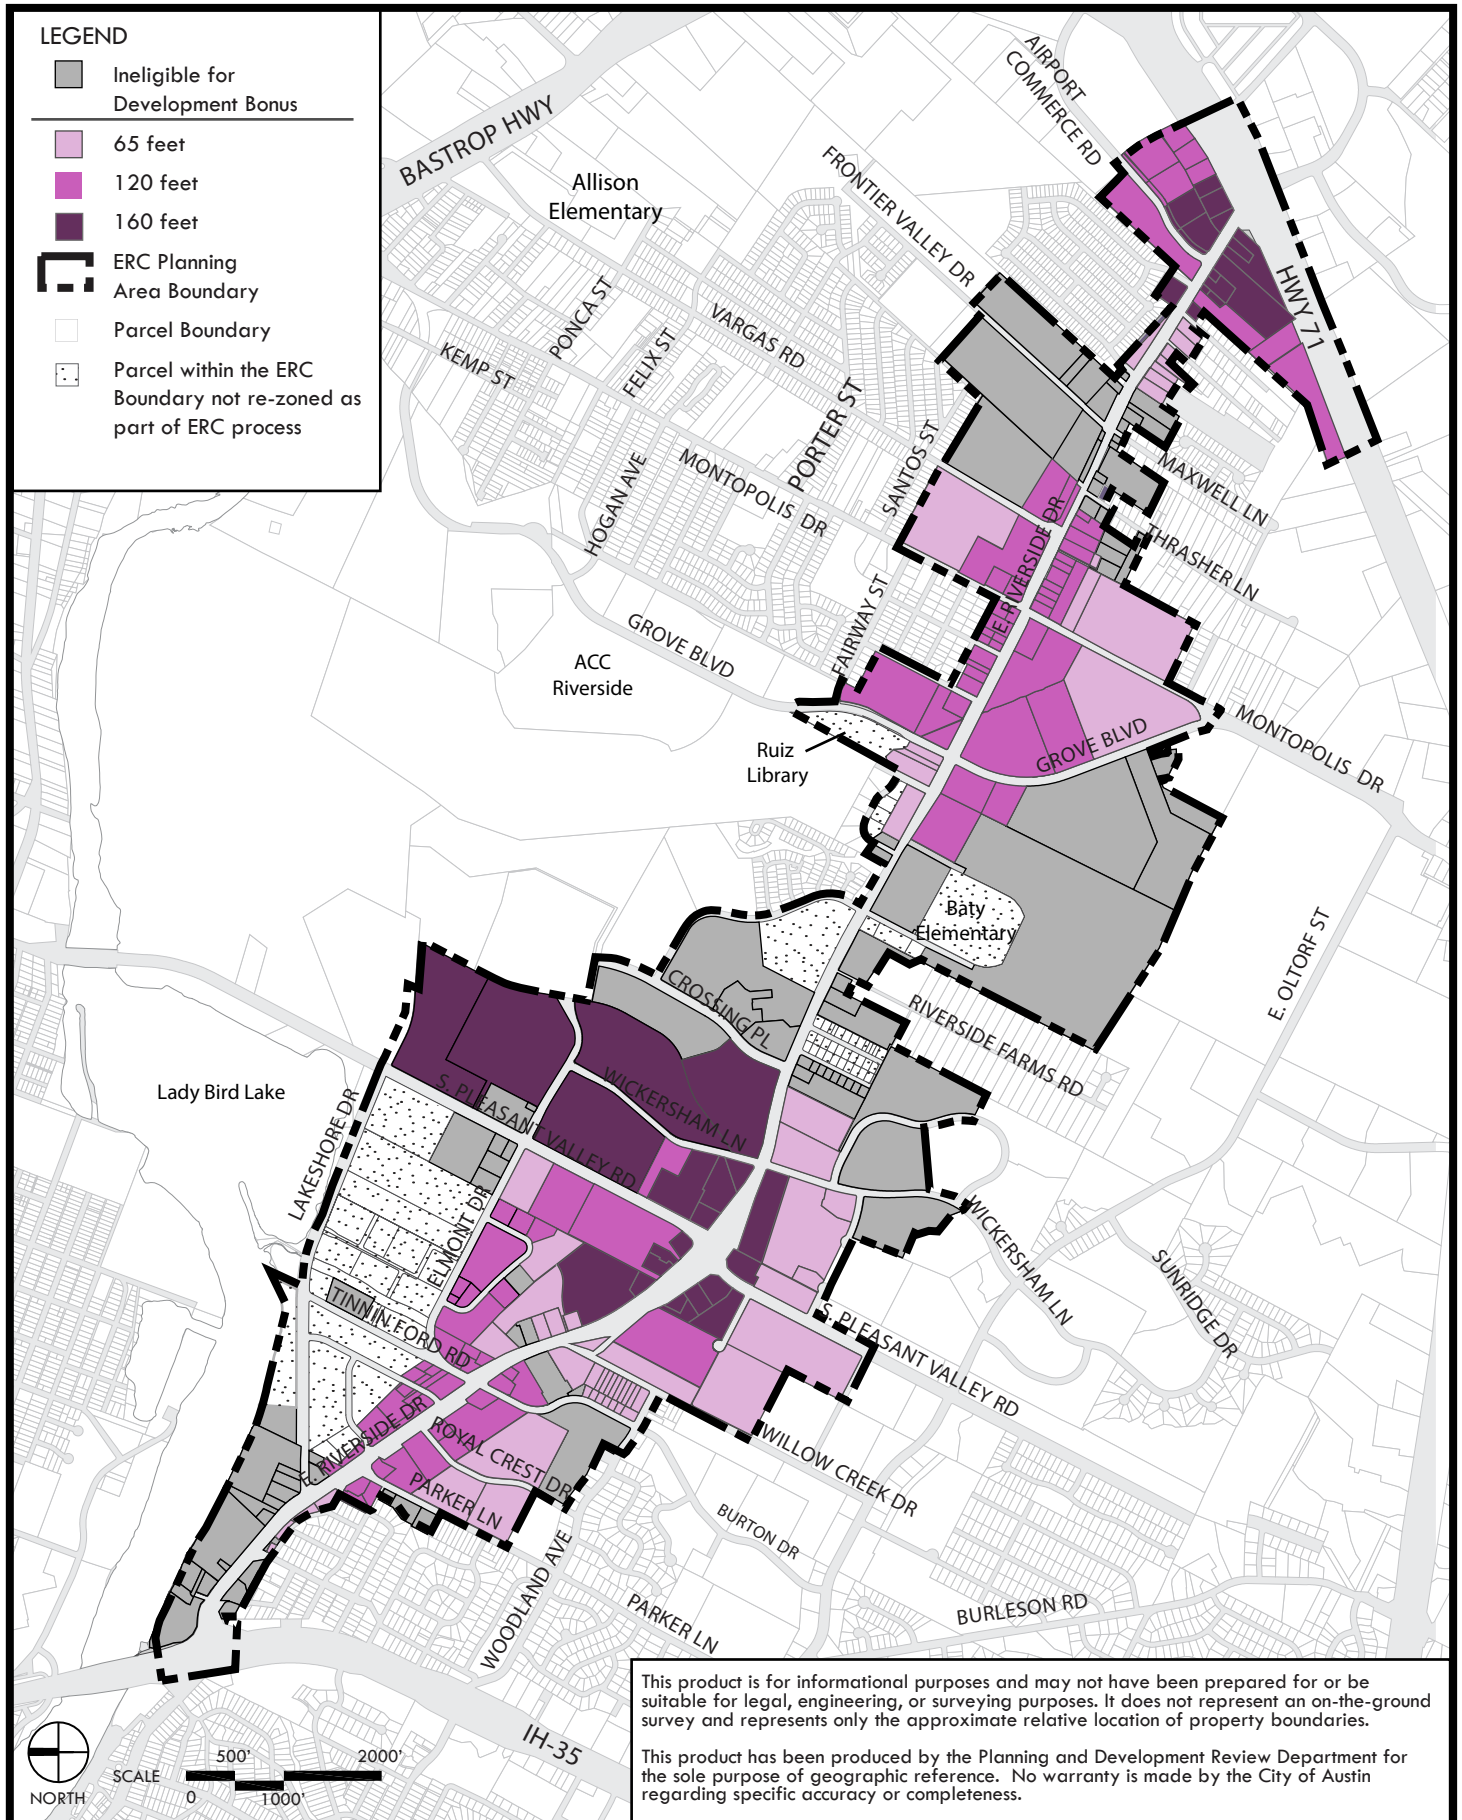 LEGEND
Ineligible for
Development Bonus
65 feet
120 feet
160 feet
ERC Planning
Area Boundary
Parcel Boundary
Parcel within the ERC
Boundary not re-zoned as
part of ERC process
AIRPORT
COMMERCE RD
BASTROP HWY
Allison
Elementary
FRONTIER VALLEY DR
HWY 71
PONCA ST
VARGAS RD
FELIX ST
KEMP ST
PORTER ST
SANTOS ST
HOGAN AVE
MONTOPOLIS DR
MAXWELL LN
THRASHER LN
E. RIVERSIDE DR
FAIRWAY ST
GROVE BLVD
ACC
Riverside
Ruiz
Library
GROVE BLVD
MONTOPOLIS DR
Baty
Elementary
E. OLTORF ST
CROSSING PL
RIVERSIDE FARMS RD
Lady Bird Lake
LAKESHORE DR
S. PLEASANT VALLEY RD
WICKERSHAM LN
ELMONT DR
WICKERSHAM LN
SUNRIDGE DR
TINNIN FORD RD
S. PLEASANT VALLEY RD
E. RIVERSIDE DR
ROYAL CREST DR
PARKER LN
WILLOW CREEK DR
BURTON DR
WOODLAND AVE
PARKER LN
BURLESON RD
IH-35
NORTH
SCALE
500'
2000'
0
1000'
This product is for informational purposes and may not have been prepared for or be
suitable for legal, engineering, or surveying purposes. It does not represent an on-the-ground
survey and represents only the approximate relative location of property boundaries.
This product has been produced by the Planning and Development Review Department for
the sole purpose of geographic reference. No warranty is made by the City of Austin
regarding specific accuracy or completeness.